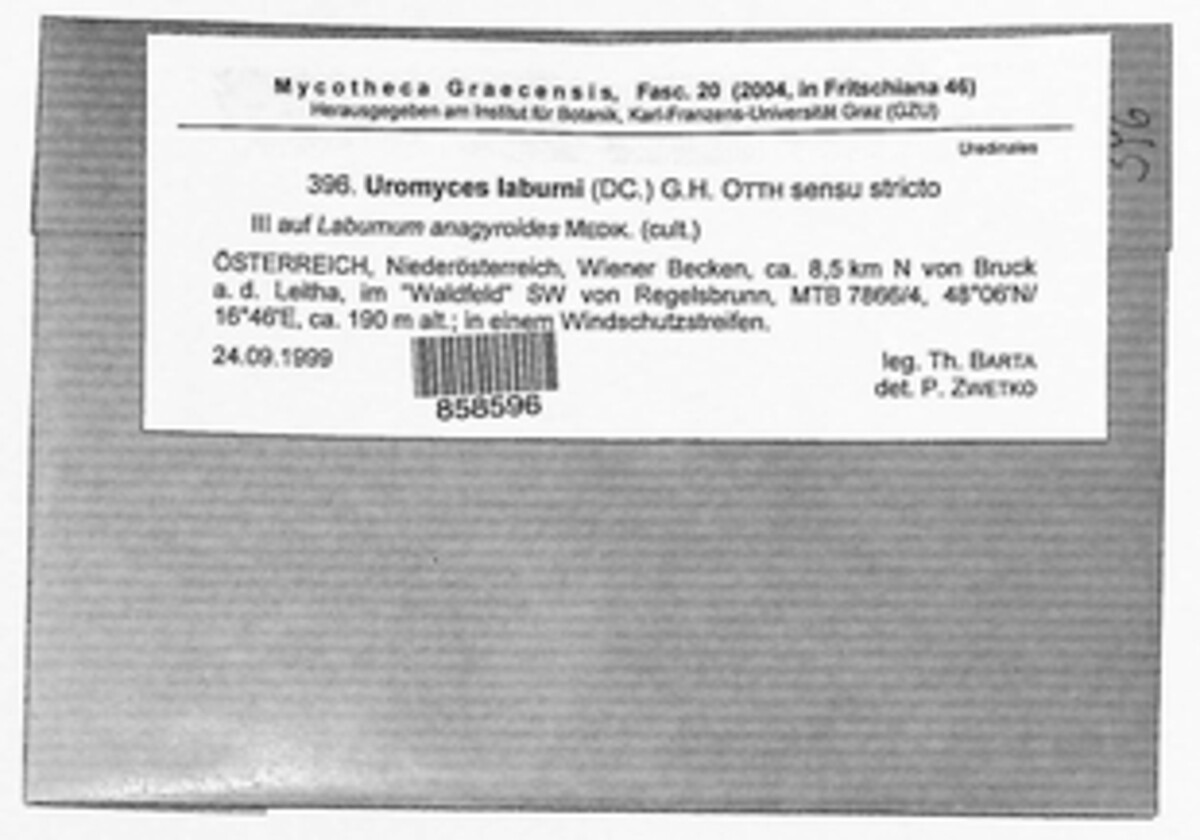 Mycotheca Graecensis, Fasc. 20 (2004, in Fritschiana 46)
Herausgegeben am Institut für Botanik, Karl-Franzens-Universität Graz (GZU)
Uredinales
396. Uromyces laburni (DC.) G.H. OTTH sensu stricto
III auf Laburnum anagyroides MEDIK. (cult.)
ÖSTERREICH, Niederösterreich, Wiener Becken, ca. 8,5 km N von Bruck
a. d. Leitha, im "Waldfeld" SW von Regelsbrunn, MTB 7866/4, 48°06'N/
16°46'E, ca. 190 m alt.; in einem Windschutzstreifen.
24.09.1999
leg. Th. BARTA
det. P. ZWETKO
858596
396